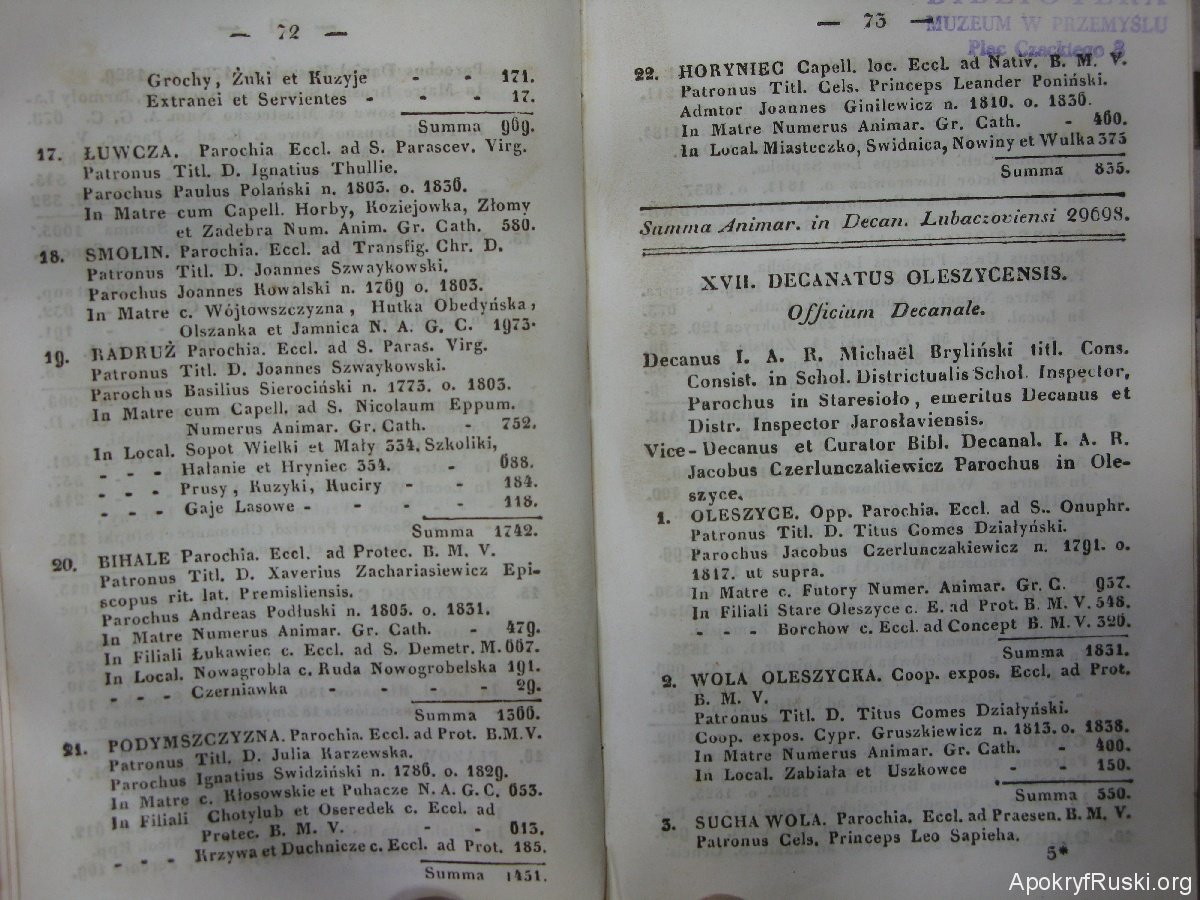 — 72 —
Grochy, Żuki et Kuzyje - - 171.
Extranei et Servientes - - - 17.
Summa 969.
17. ŁUWCZA. Parochia Eccl. ad S. Parascev. Virg.
Patronus Titl. D. Ignatius Thullie.
Parochus Paulus Polański n. 1803. o. 1836.
In Matre cum Capell. Horby, Koziejowka, Złomy
et Zadebra Num. Anim. Gr. Cath. 580.
18. SMOLIN. Parochia. Eccl. ad Transfig. Chr. D.
Patronus Titl. D. Joannes Szwaykowski.
Parochus Joannes Kowalski n. 1769 o. 1803.
In Matre c. Wójtowszczyzna, Hutka Obedyńska,
Olszanka et Jamnica N. A. G. C. 1973.
19. RADRUŻ Parochia. Eccl. ad S. Paras. Virg.
Patronus Titl. D. Joannes Szwaykowski.
Parochus Basilius Sierociński n. 1773. o. 1803.
In Matre cum Capell. ad S. Nicolaum Eppum.
Numerus Animar. Gr. Cath. - 752.
In Local. Sopot Wielki et Mały 334. Szkoliki,
- - - Halanie et Hryniec 354. - 688.
- - - Prusy, Kuzyki, Kuciry - - 184.
- - - Gaje Lasowe - - - - 118.
Summa 1742.
20. BIHALE Parochia. Eccl. ad Protec. B. M. V.
Patronus Titl. D. Xaverius Zachariasiewicz Epi-
scopus rit. lat. Premisliensis.
Parochus Andreas Podłuski n. 1805. o. 1831.
In Matre Numerus Animar. Gr. Cath. - 479.
In Filiali Łukawiec c. Eccl. ad S. Demetr. M. 667.
In Local. Nowagrobla c. Ruda Nowogrobelska 191.
- - - Czerniawka - - - - 29.
Summa 1366.
21. PODYMSZCZYZNA. Parochia. Eccl. ad Prot. B.M.V.
Patronus Titl. D. Julia Karzewska.
Parochus Ignatius Swidziński n. 1786. o. 1829.
In Matre c. Kłosowskie et Puhacze N. A. G. C. 653.
In Filiali Chotylub et Oseredek c. Eccl. ad
Protec. B. M. V. - - 613.
- - - Krzywa et Duchnicze c. Eccl. ad Prot. 185.
Summa 1451.
— 73 —
MUZEUM W PRZEMYŚLU
Plac Czackiego 3
22. HORYNIEC Capell. loc. Eccl. ad Nativ. B. M. V.
Patronus Titl. Cels. Princeps Leander Poniński.
Admtor Joannes Ginilewicz n. 1810. o. 1836.
In Matre Numerus Animar. Gr. Cath. - 460.
In Local. Miasteczko, Swidnica, Nowiny et Wulka 375
Summa 835.
Summa Animar. in Decan. Lubaczoviensi 29698.
XVII. DECANATUS OLESZYCENSIS.
Officium Decanale.
Decanus I. A. R. Michaël Bryliński titl. Cons.
Consist. in Schol. Districtualis Schol. Inspector,
Parochus in Staresioło, emeritus Decanus et
Distr. Inspector Jarosłaviensis.
Vice-Decanus et Curator Bibl. Decanal. I. A. R.
Jacobus Czerlunczakiewicz Parochus in Ole-
szyce.
1. OLESZYCE. Opp. Parochia. Eccl. ad S.. Onuphr.
Patronus Titl. D. Titus Comes Działyński.
Parochus Jacobus Czerlunczakiewicz n. 1791. o.
1817. ut supra.
In Matre c. Futory Numer. Animar. Gr. C. 957.
In Filiali Stare Oleszyce c. E. ad Prot. B. M. V. 548.
- - - Borchow c. Eccl. ad Concept B. M. V. 326.
Summa 1831.
2. WOLA OLESZYCKA. Coop. expos. Eccl. ad Prot.
B. M. V.
Patronus Titl. D. Titus Comes Działyński.
Coop. expos. Cypr. Gruszkiewicz n. 1813. o. 1838.
In Matre Numerus Animar. Gr. Cath. - 400.
In Local. Zabiała et Uszkowce - - 150.
Summa 550.
3. SUCHA WOLA. Parochia. Eccl. ad Praesen. B. M. V.
Patronus Cels. Princeps Leo Sapieha.
5*
ApokryfRuski.org